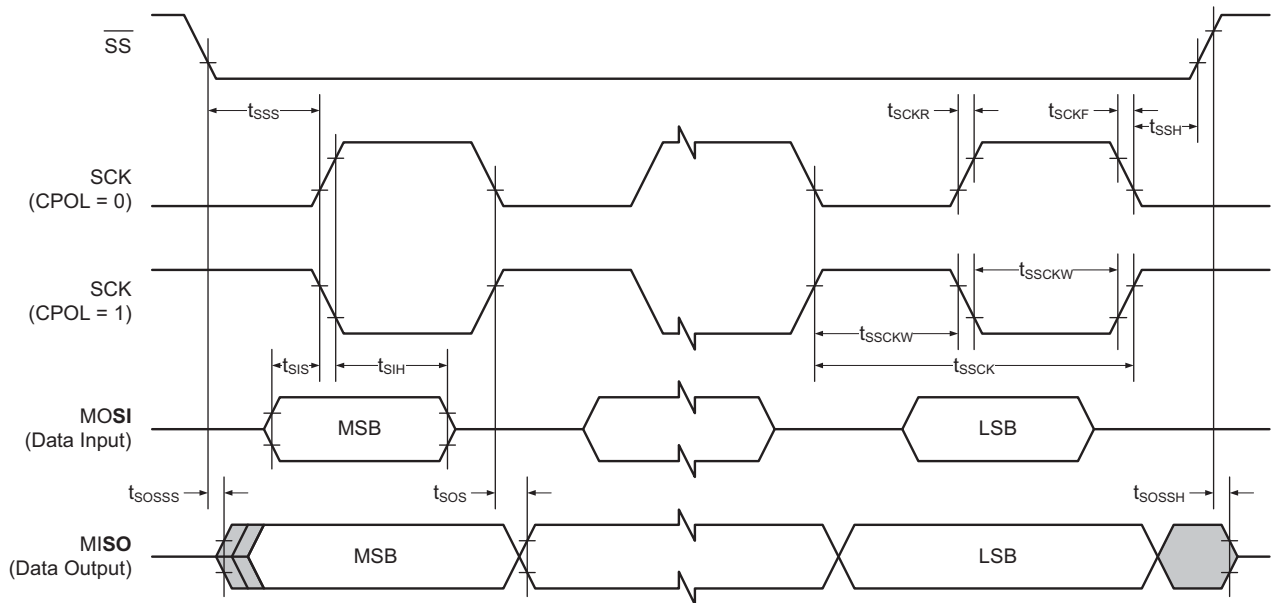 SS
tSSS
tSCKR
tSCKF
tSSH
SCK
(CPOL = 0)
SCK
(CPOL = 1)
tSSCKW
tSSCKW
tSIS
tSIH
tSSCK
MOSI
(Data Input)
MSB
LSB
tSOSSS
tSOS
tSOSSH
MISO
(Data Output)
MSB
LSB